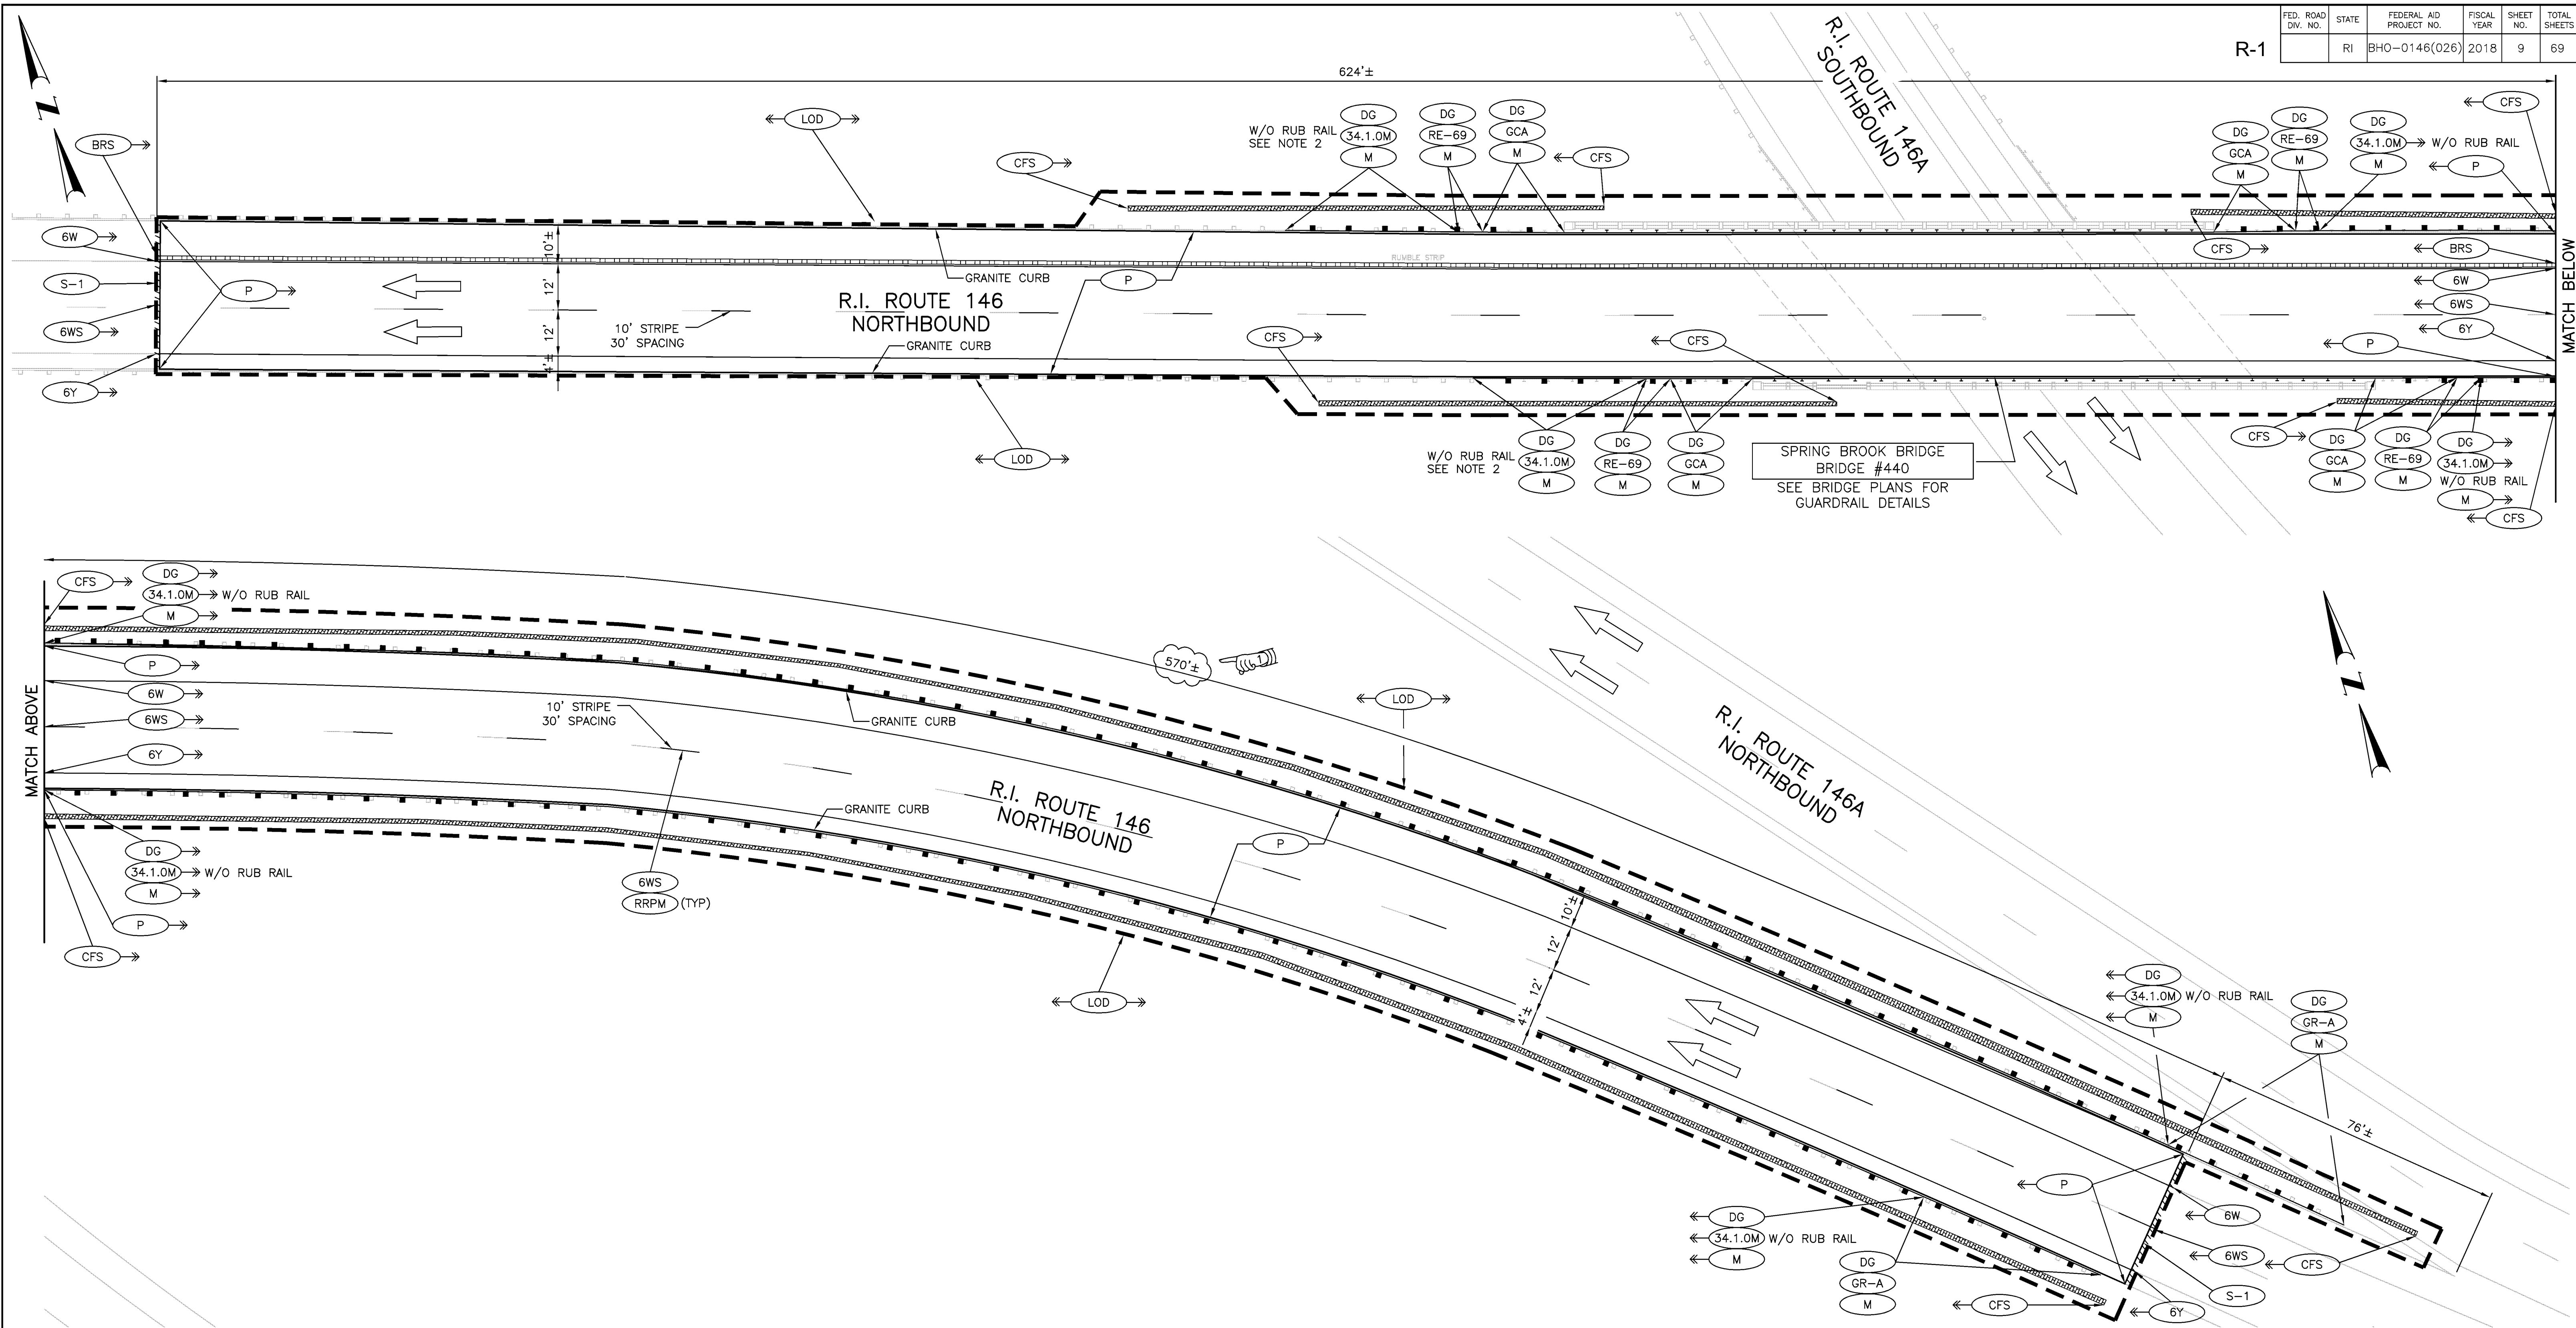 R-1
FED. ROAD DIV. NO.
STATE
FEDERAL AID PROJECT NO.
FISCAL YEAR
SHEET NO.
TOTAL SHEETS
RI
BHO-0146(026)
2018
9
69
624'±
R.I. ROUTE 146A
SOUTHBOUND
N
BRS
LOD
CFS
W/O RUB RAIL
SEE NOTE 2
DG
34.1.0M
M
DG
RE-69
M
DG
GCA
M
CFS
DG
GCA
M
DG
RE-69
M
DG
34.1.0M
M
W/O RUB RAIL
CFS
P
6W
S-1
6WS
6Y
P
10'±
12'
12'
4'±
GRANITE CURB
P
RUMBLE STRIP
CFS
BRS
6W
6WS
6Y
P
MATCH BELOW
R.I. ROUTE 146
NORTHBOUND
10' STRIPE
30' SPACING
GRANITE CURB
CFS
CFS
LOD
W/O RUB RAIL
SEE NOTE 2
DG
34.1.0M
M
DG
RE-69
M
DG
GCA
M
SPRING BROOK BRIDGE
BRIDGE #440
SEE BRIDGE PLANS FOR
GUARDRAIL DETAILS
CFS
DG
GCA
M
DG
RE-69
M
DG
34.1.0M
W/O RUB RAIL
M
CFS
CFS
DG
34.1.0M
W/O RUB RAIL
M
P
6W
6WS
6Y
MATCH ABOVE
10' STRIPE
30' SPACING
GRANITE CURB
570'±
1
LOD
R.I. ROUTE 146A
NORTHBOUND
N
GRANITE CURB
R.I. ROUTE 146
NORTHBOUND
P
DG
34.1.0M
W/O RUB RAIL
M
P
CFS
6WS
RRPM
(TYP)
LOD
10'±
12'
12'
4'±
DG
34.1.0M
W/O RUB RAIL
M
DG
GR-A
M
76'±
P
6W
6WS
CFS
S-1
6Y
DG
34.1.0M
W/O RUB RAIL
M
DG
GR-A
M
CFS